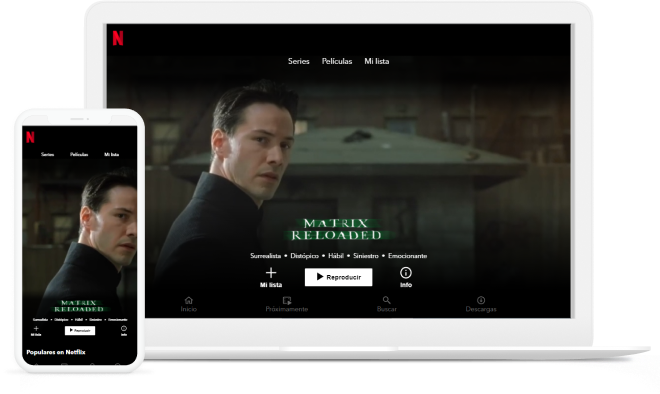 N
Series Películas Mi lista
MATRIX
RELOADED
Surrealista • Distópico • Hábil • Siniestro • Emocionante
Mi lista
Reproducir
Info
Inicio Próximamente Buscar Descargas
N
Series Películas Mi lista
MATRIX
RELOADED
Surrealista • Distópico • Hábil • Siniestro • Emocionante
Mi lista
Reproducir
Info
Populares en Netflix